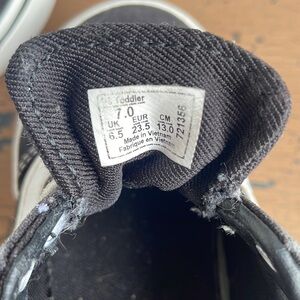 US Toddler
7.0
UK EUR CM
6.5 23.5 13.0
Made in Vietnam
Fabriqué en Vietnam
721356